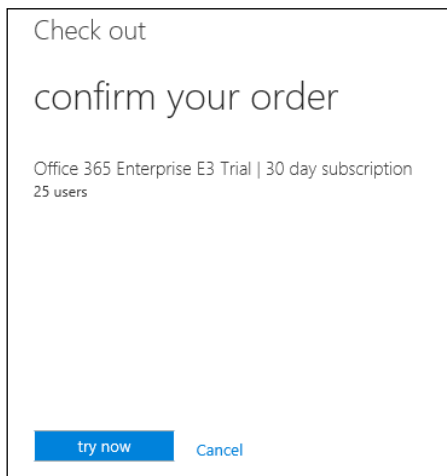 Check out
confirm your order
Office 365 Enterprise E3 Trial | 30 day subscription
25 users
try now
Cancel